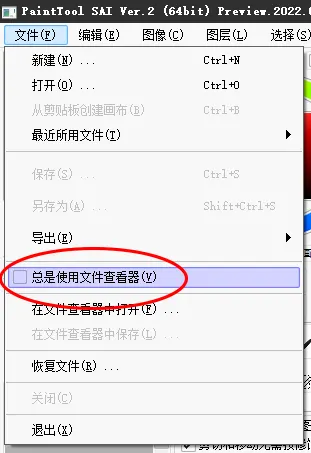 PaintTool SAI Ver.2 (64bit) Preview.2022.
文件(F) 编辑(E) 图像(C) 图层(L) 选择(S)
新建(N) ... Ctrl+N
打开(O) ... Ctrl+O
从剪贴板创建画布(B) Ctrl+B
最近所用文件(T)
保存(S) ... Ctrl+S
另存为(A) ... Shift+Ctrl+S
导出(E)
总是使用文件查看器(V)
在文件查看器中打开(F) ...
在文件查看器中保存(L) ...
恢复文件(R) ...
关闭(C)
退出(X)